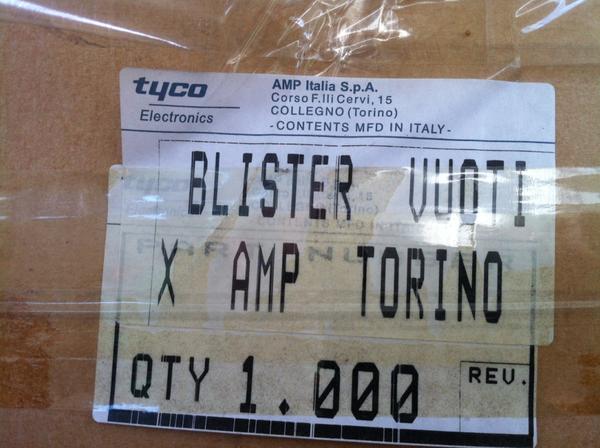 tyco
Electronics
AMP Italia S.p.A.
Corso F.lli Cervi, 15
COLLEGNO (Torino)
- CONTENTS MFD IN ITALY -
BLISTER VUOTI
X AMP TORINO
QTY 1.000
REV.